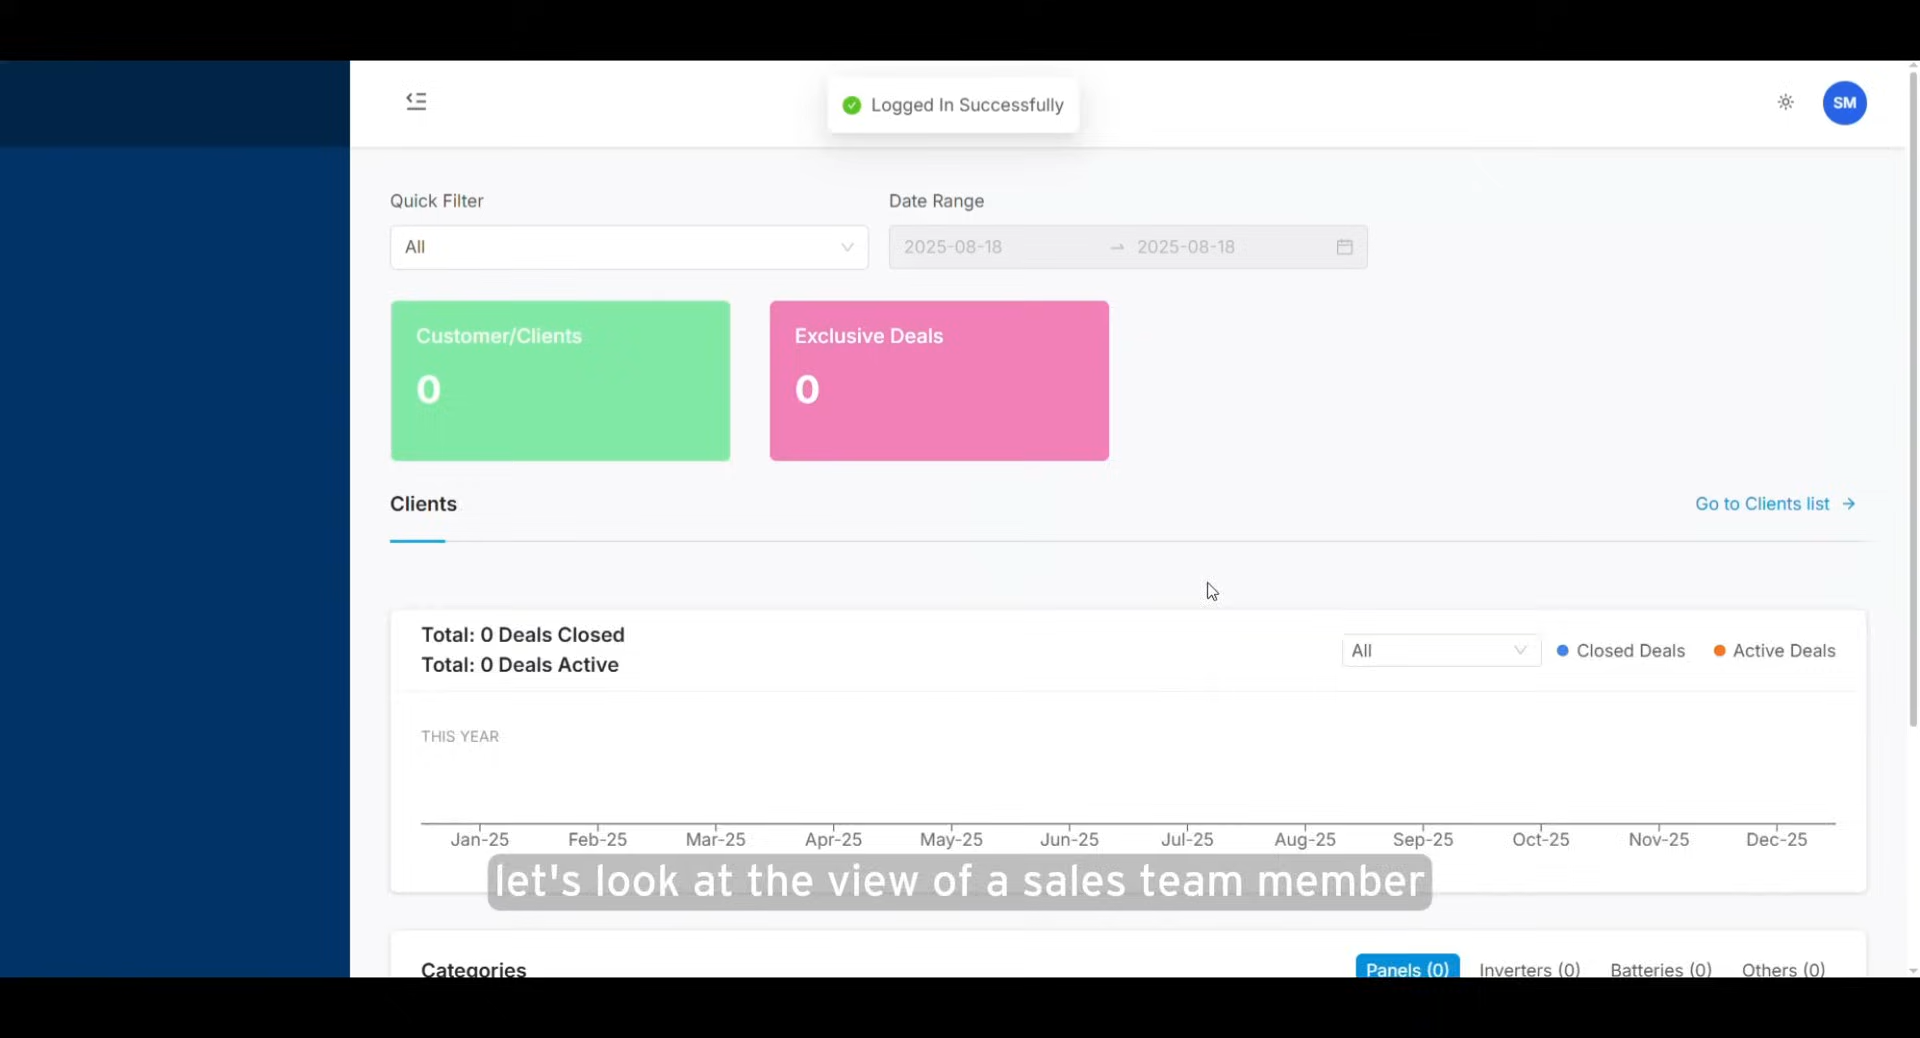 Logged In Successfully
SM
Quick Filter
Date Range
All
2025-08-18
2025-08-18
Customer/Clients
0
Exclusive Deals
0
Clients
Go to Clients list
Total: 0 Deals Closed
Total: 0 Deals Active
All
Closed Deals
Active Deals
THIS YEAR
Jan-25 Feb-25 Mar-25 Apr-25 May-25 Jun-25 Jul-25 Aug-25 Sep-25 Oct-25 Nov-25 Dec-25
let's look at the view of a sales team member
Categories
Panels (0) Inverters (0) Batteries (0) Others (0)